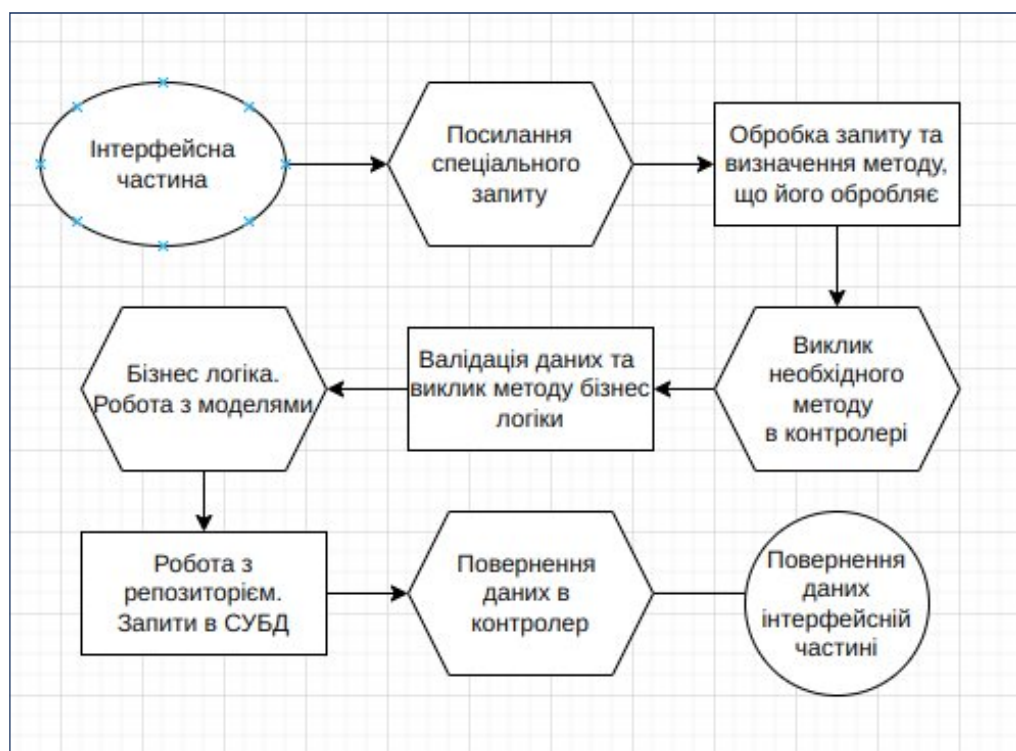 Інтерфейсна
частина
Посилання
спеціального
запиту
Обробка запиту та
визначення методу,
що його обробляє
Виклик
необхідного
методу
в контролері
Валідація даних та
виклик методу бізнес
логіки
Бізнес логіка.
Робота з моделями
Робота з
репозиторієм.
Запити в СУБД
Повернення
даних в
контролер
Повернення
даних
інтерфейсній
частині